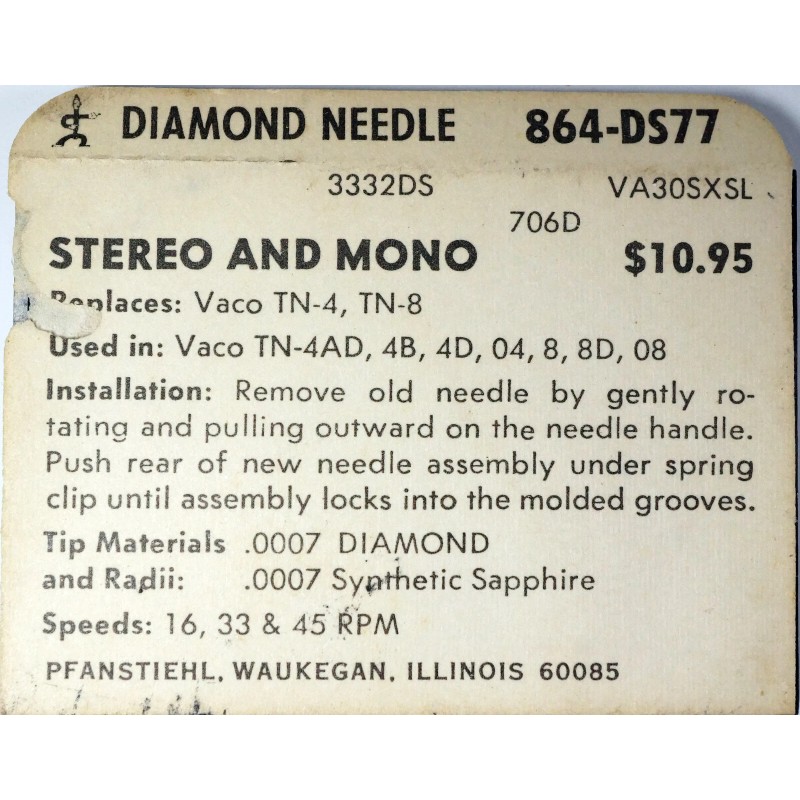 DIAMOND NEEDLE 864-DS77
3332DS VA30SXSL
706D
STEREO AND MONO $10.95
Replaces: Vaco TN-4, TN-8
Used in: Vaco TN-4AD, 4B, 4D, 04, 8, 8D, 08
Installation: Remove old needle by gently ro-
tating and pulling outward on the needle handle.
Push rear of new needle assembly under spring
clip until assembly locks into the molded grooves.
Tip Materials .0007 DIAMOND
and Radii: .0007 Synthetic Sapphire
Speeds: 16, 33 & 45 RPM
PFANSTIEHL, WAUKEGAN, ILLINOIS 60085